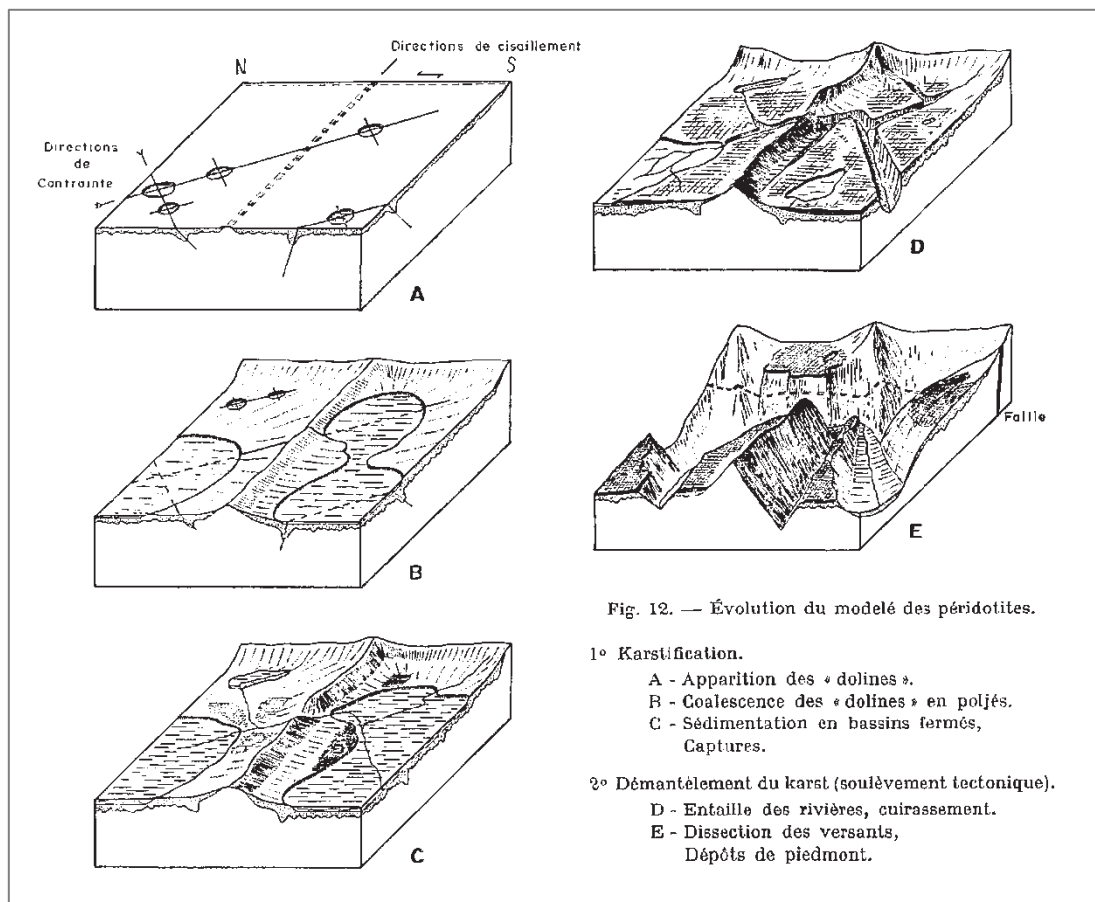 Directions de cisaillement
N
S
Directions
de
Contrainte
A
B
C
D
Faille
E
Fig. 12. — Évolution du modelé des péridotites.
1º Karstification.
A - Apparition des « dolines ».
B - Coalescence des « dolines » en poljés.
C - Sédimentation en bassins fermés,
Captures.
2º Démantèlement du karst (soulèvement tectonique).
D - Entaille des rivières, cuirassement.
E - Dissection des versants,
Dépôts de piedmont.